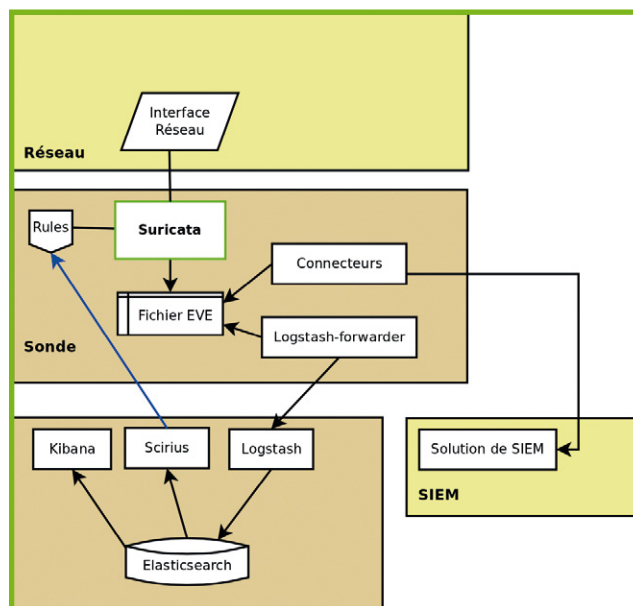 Interface
Réseau
Réseau
Rules
Suricata
Connecteurs
Fichier EVE
Logstash-forwarder
Sonde
Kibana
Scirius
Logstash
Solution de SIEM
SIEM
Elasticsearch